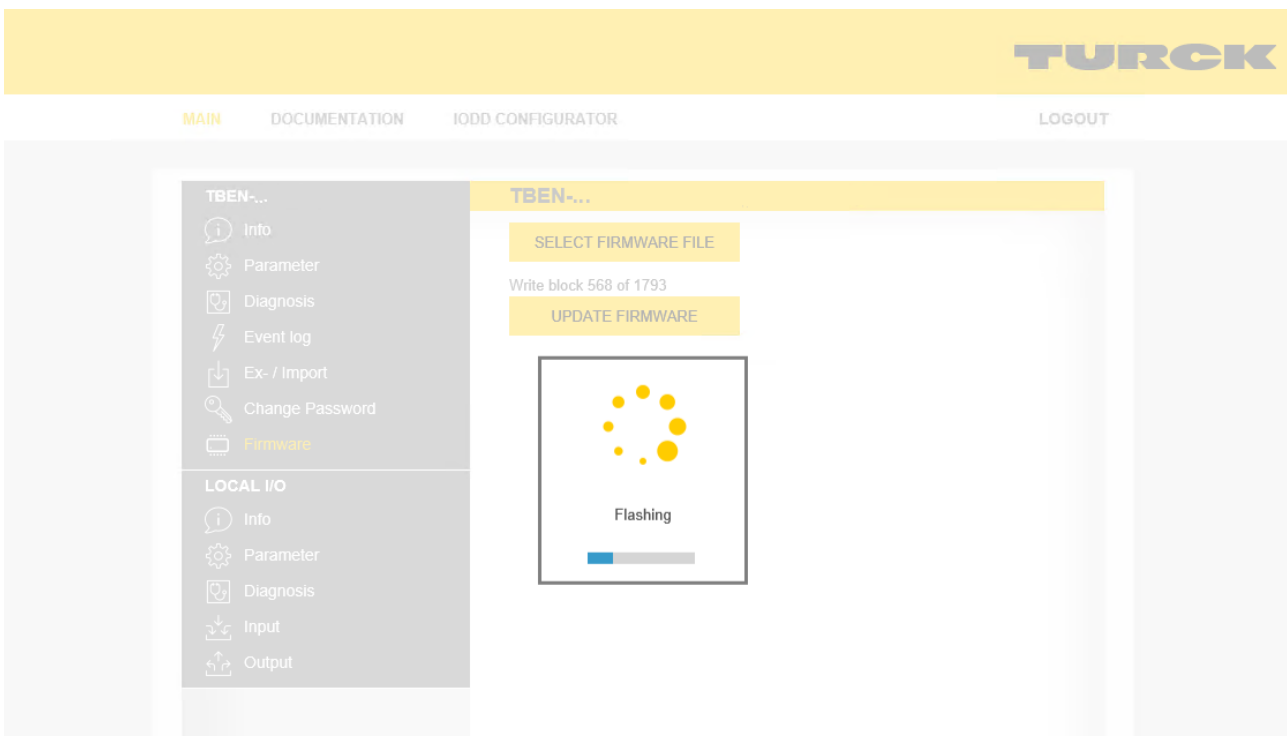 TURCK
MAIN DOCUMENTATION IODD CONFIGURATOR LOGOUT
TBEN-...
Info
Parameter
Diagnosis
Event log
Ex- / Import
Change Password
Firmware
LOCAL I/O
Info
Parameter
Diagnosis
Input
Output
TBEN-...
SELECT FIRMWARE FILE
Write block 568 of 1793
UPDATE FIRMWARE
Flashing